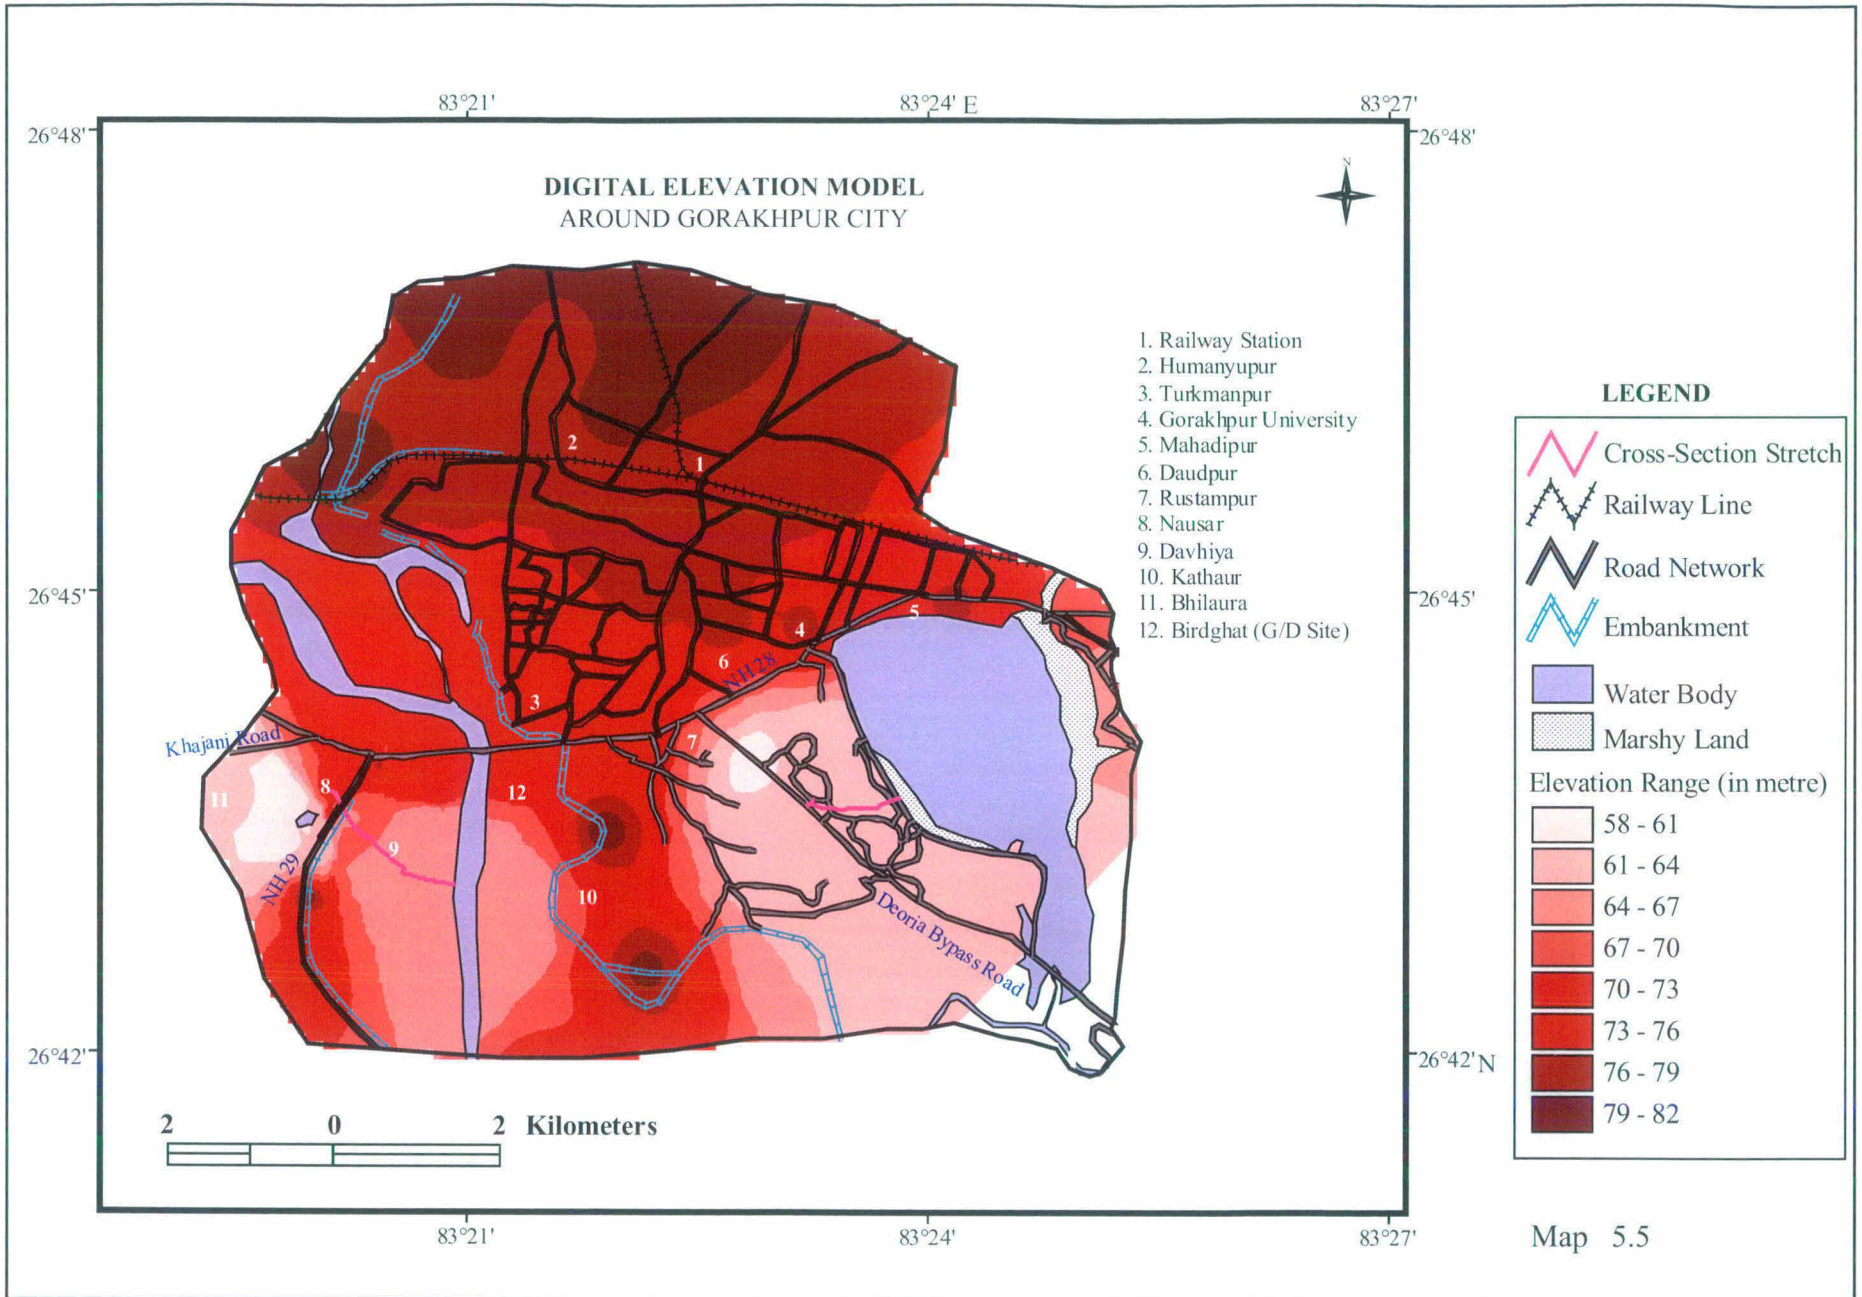 83°21'
83°24' E
83°27'
26°48'
26°48'
DIGITAL ELEVATION MODEL
AROUND GORAKHPUR CITY
N
1. Railway Station
2. Humanyupur
3. Turkmanpur
4. Gorakhpur University
5. Mahadipur
6. Daudpur
7. Rustampur
8. Nausar
9. Davhiya
10. Kathaur
11. Bhilaura
12. Birdghat (G/D Site)
2
1
26°45'
26°45'
5
4
6
NH 28
3
7
Khajani Road
8
11
12
9
NH 29
10
Deoria Bypass Road
26°42'
26°42' N
2 0 2 Kilometers
83°21'
83°24'
83°27'
LEGEND
Cross-Section Stretch
Railway Line
Road Network
Embankment
Water Body
Marshy Land
Elevation Range (in metre)
58 - 61
61 - 64
64 - 67
67 - 70
70 - 73
73 - 76
76 - 79
79 - 82
Map 5.5